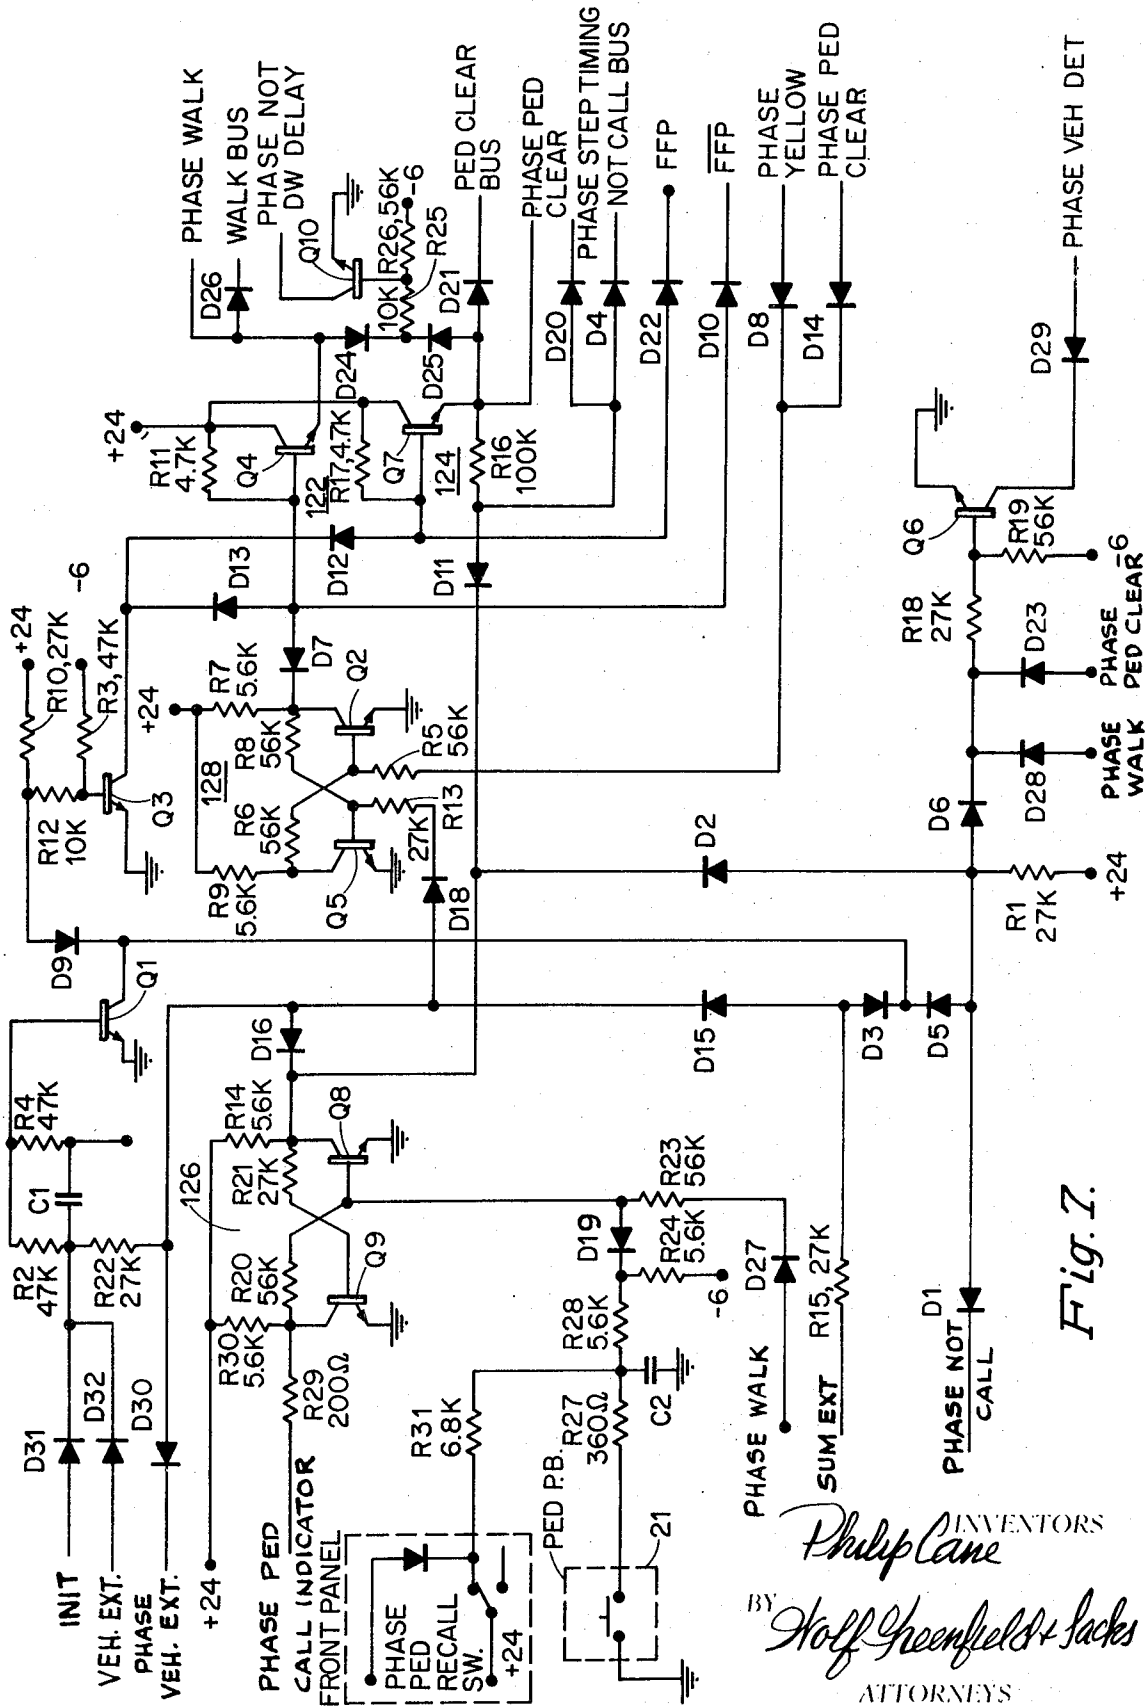 +24
R10,27K
-6
R3,47K
R12
10K
Q3
D9
Q1
R4
47K
C1
R2
47K
R22
27K
D31
D32
D30
INIT
VEH. EXT.
PHASE
VEH. EXT.
+24
PHASE WALK
D26
WALK BUS
PHASE NOT
DW DELAY
Q10
R26,56K
-6
10K
R25
D24
D25
D21
PED CLEAR
BUS
PHASE PED
CLEAR
PHASE STEP TIMING
NOT CALL BUS
D20
D4
D22
FFP
D10
FFP
D8
PHASE
YELLOW
D14
PHASE PED
CLEAR
+24
R11
4.7K
Q4
122
R17,4.7K
Q7
124
R16
100K
D13
D12
D11
D7
+24
R7
5.6K
128
R8
56K
Q2
R5
56K
R6
56K
R9
5.6K
Q5
27K
R13
D18
D2
D16
R14
5.6K
126
R21
27K
Q8
R20
56K
Q9
R30
5.6K
R29
200Ω
PHASE PED
CALL INDICATOR
FRONT PANEL
PHASE
PED
RECALL
SW.
+24
R31
6.8K
PED P.B.
21
R27
360Ω
C2
R28
5.6K
D19
R24
5.6K
-6
R23
56K
D27
PHASE WALK
D15
D3
D5
R15, 27K
SUM EXT
D1
PHASE NOT
CALL
R1
27K
+24
D6
D28
PHASE
WALK
D23
PHASE
PED CLEAR
R18
27K
R19
56K
-6
Q6
D29
PHASE VEH DET
Fig. 7.
INVENTORS
Philip Cane
BY
Wolf Greenfield & Sacks
ATTORNEYS